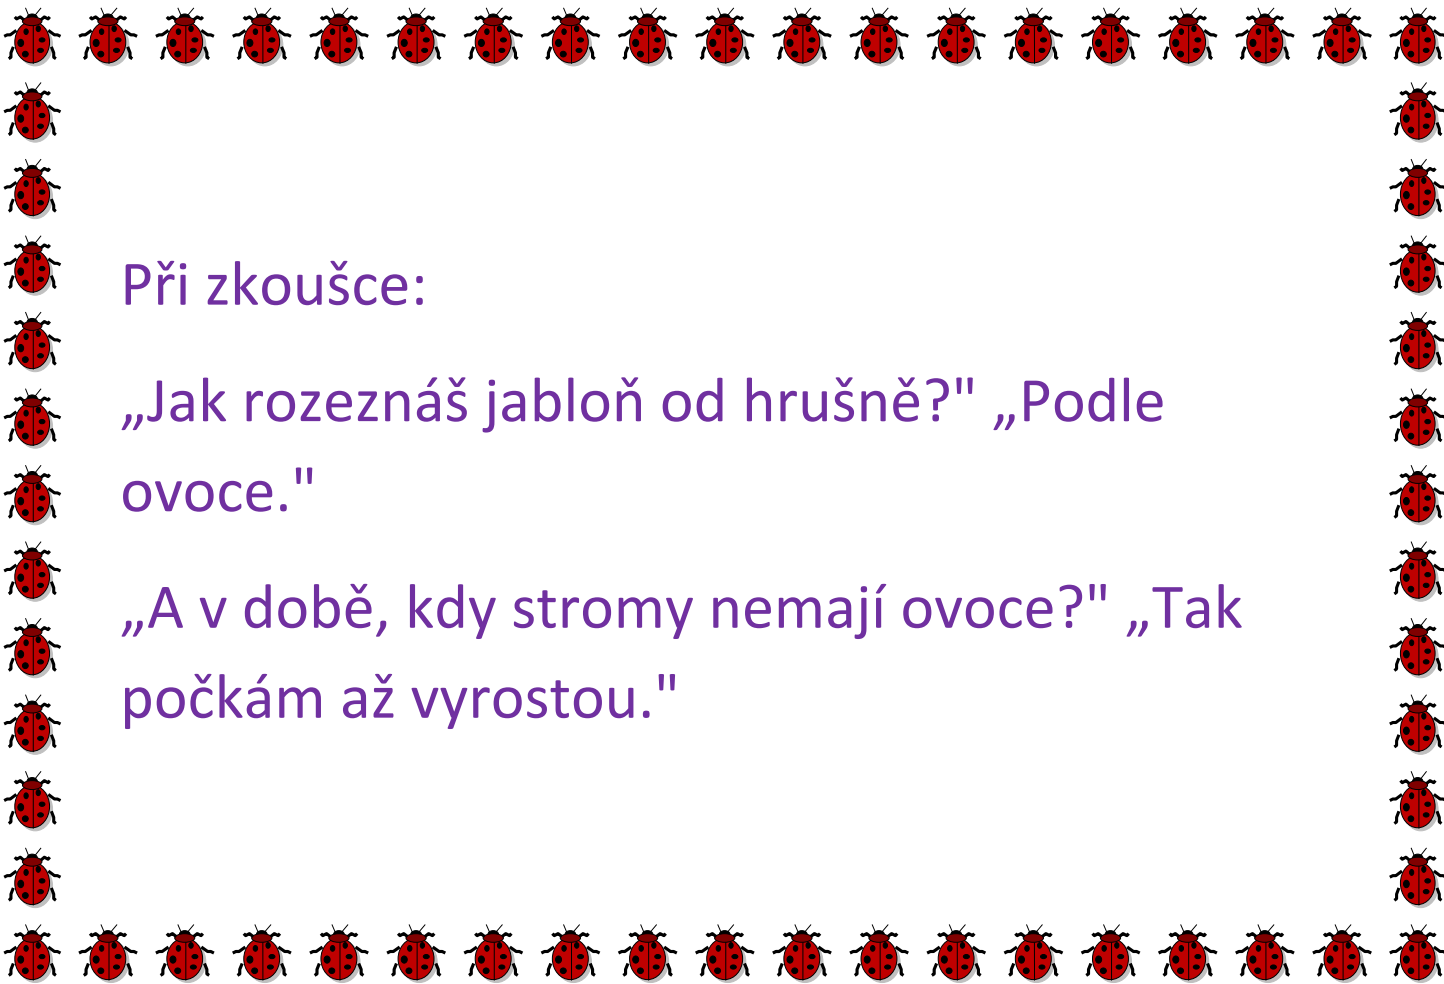 Při zkoušce:
„Jak rozeznáš jabloň od hrušně?" „Podle
ovoce."
„A v době, kdy stromy nemají ovoce?" „Tak
počkám až vyrostou."